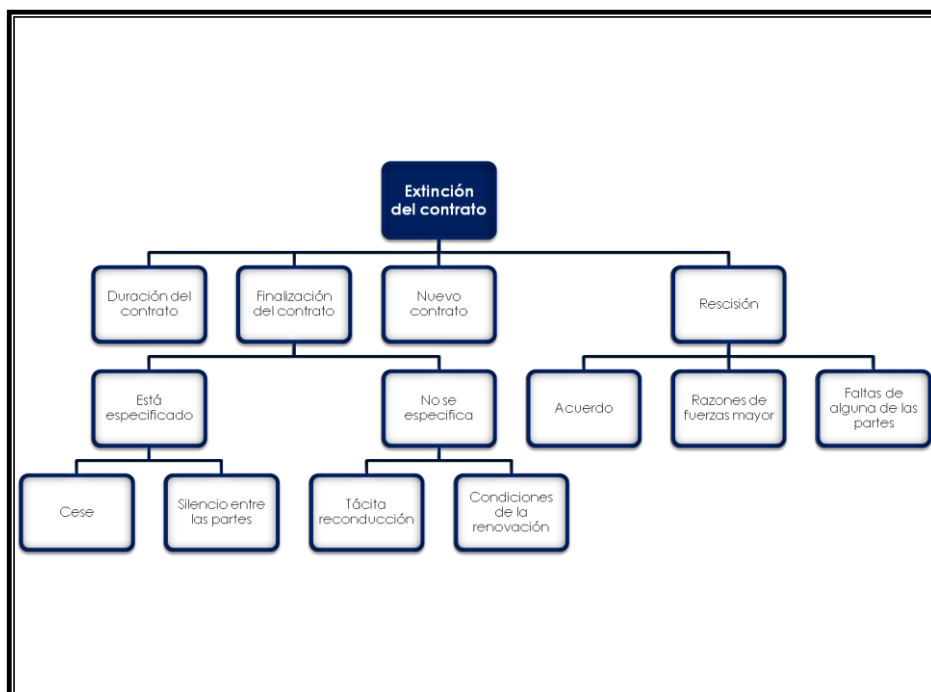 Extinción
del contrato
Duración del
contrato
Finalización
del contrato
Nuevo
contrato
Rescisión
Está
especificado
No se
especifica
Acuerdo
Razones de
fuerzas mayor
Faltas de
alguna de las
partes
Cese
Silencio entre
las partes
Tácita
reconducción
Condiciones
de la
renovación